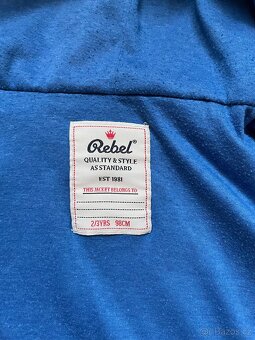 Rebel®
QUALITY & STYLE
AS STANDARD
EST 1981
THIS JACKET BELONGS TO
2/3YRS 98CM